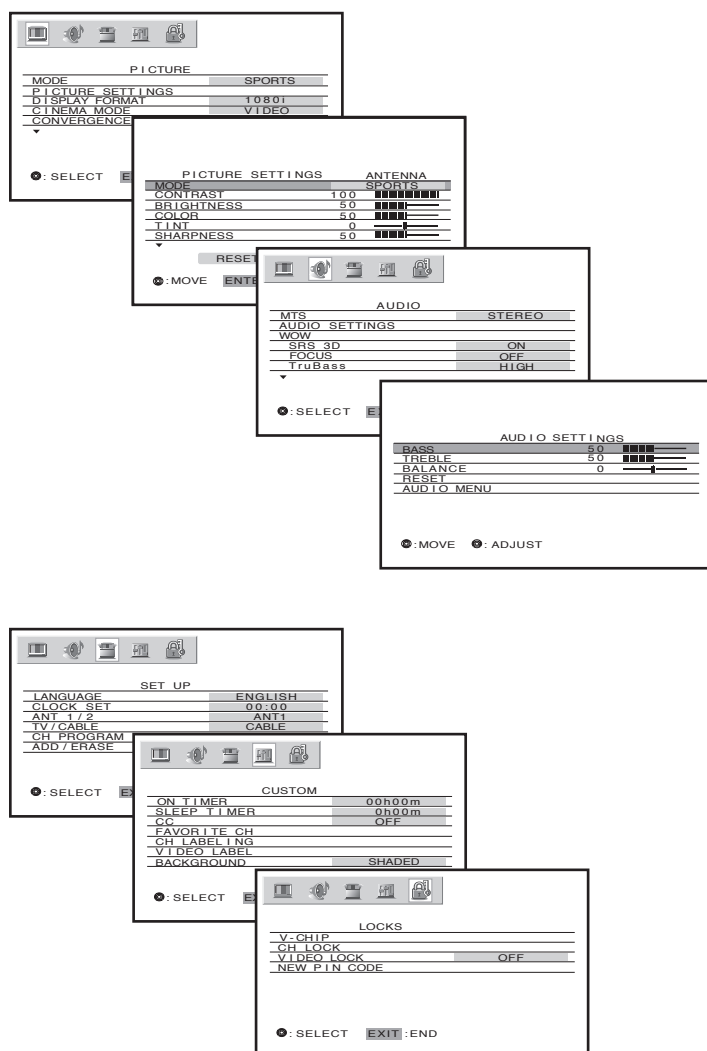 PICTURE
MODE SPORTS
PICTURE SETTINGS
DISPLAY FORMAT 1080i
CINEMA MODE VIDEO
CONVERGENCE
: SELECT
PICTURE SETTINGS ANTENNA
MODE SPORTS
CONTRAST 100
BRIGHTNESS 50
COLOR 50
TINT 0
SHARPNESS 50
RESET
:MOVE
AUDIO
MTS STEREO
AUDIO SETTINGS
WOW
SRS 3D ON
FOCUS OFF
TruBass HIGH
: SELECT
AUDIO SETTINGS
BASS 50
TREBLE 50
BALANCE 0
RESET
AUDIO MENU
:MOVE : ADJUST
SET UP
LANGUAGE ENGLISH
CLOCK SET 00:00
ANT 1/2 ANT1
TV/CABLE CABLE
CH PROGRAM
ADD/ERASE
: SELECT
CUSTOM
ON TIMER 00h00m
SLEEP TIMER 0h00m
CC OFF
FAVORITE CH
CH LABELING
VIDEO LABEL
BACKGROUND SHADED
: SELECT
LOCKS
V-CHIP
CH LOCK
VIDEO LOCK OFF
NEW PIN CODE
: SELECT EXIT :END